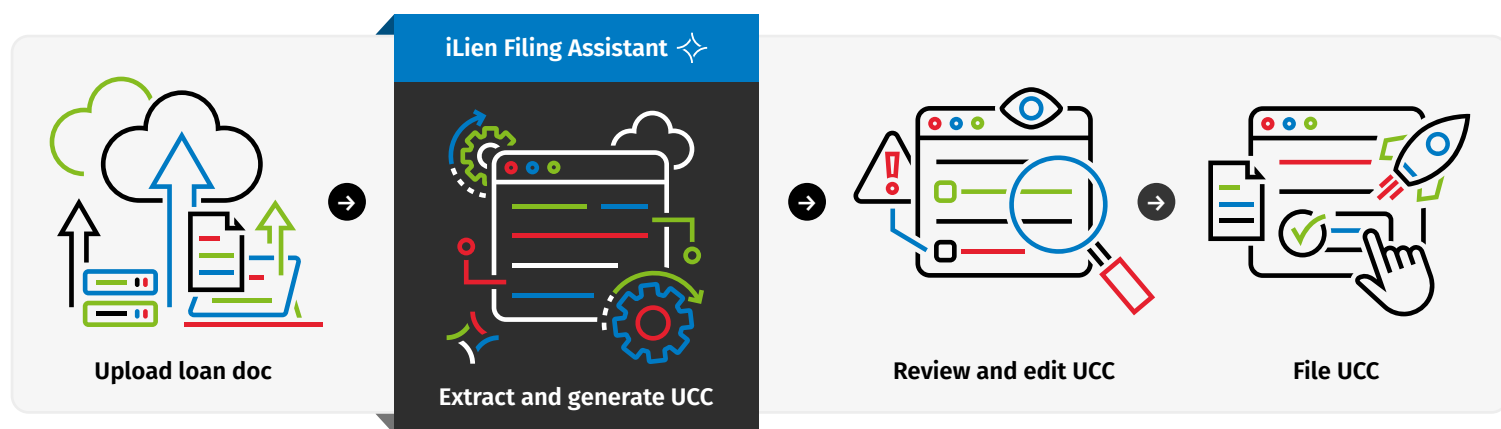 iLien Filing Assistant
Upload loan doc
Extract and generate UCC
Review and edit UCC
File UCC